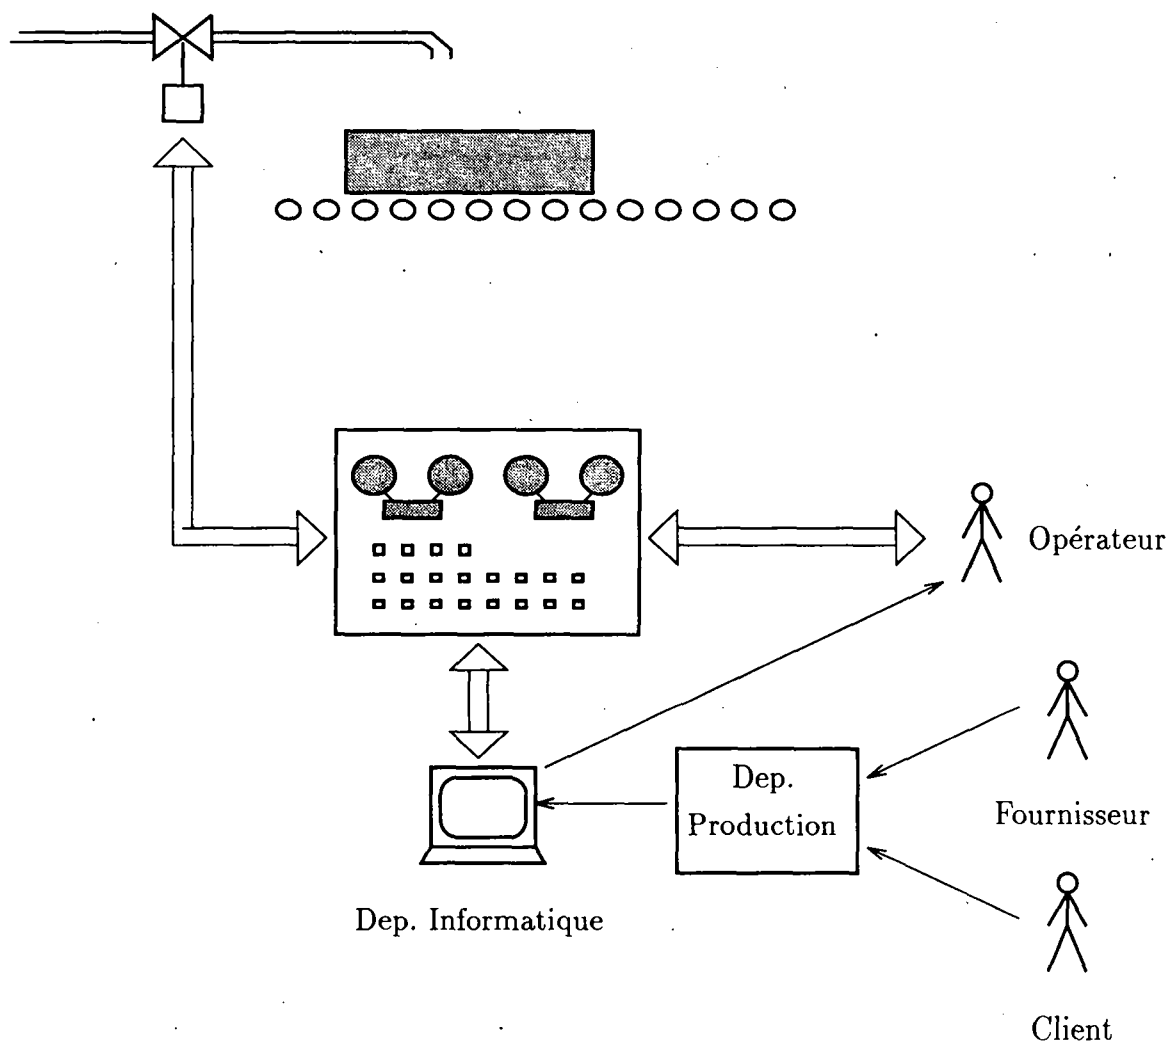 Opérateur
Dep.
Production
Fournisseur
Dep. Informatique
Client